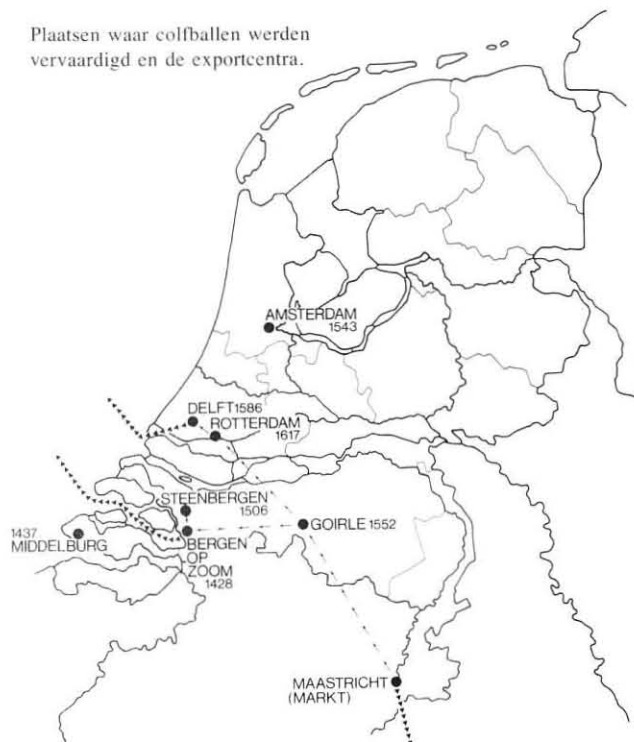 Plaatsen waar colfballen werden
vervaardigd en de exportcentra.
AMSTERDAM
1543
DELFT 1586
ROTTERDAM
1617
STEENBERGEN
1506
GOIRLE 1552
1437
MIDDELBURG
BERGEN
OP
ZOOM
1428
MAASTRICHT
(MARKT)